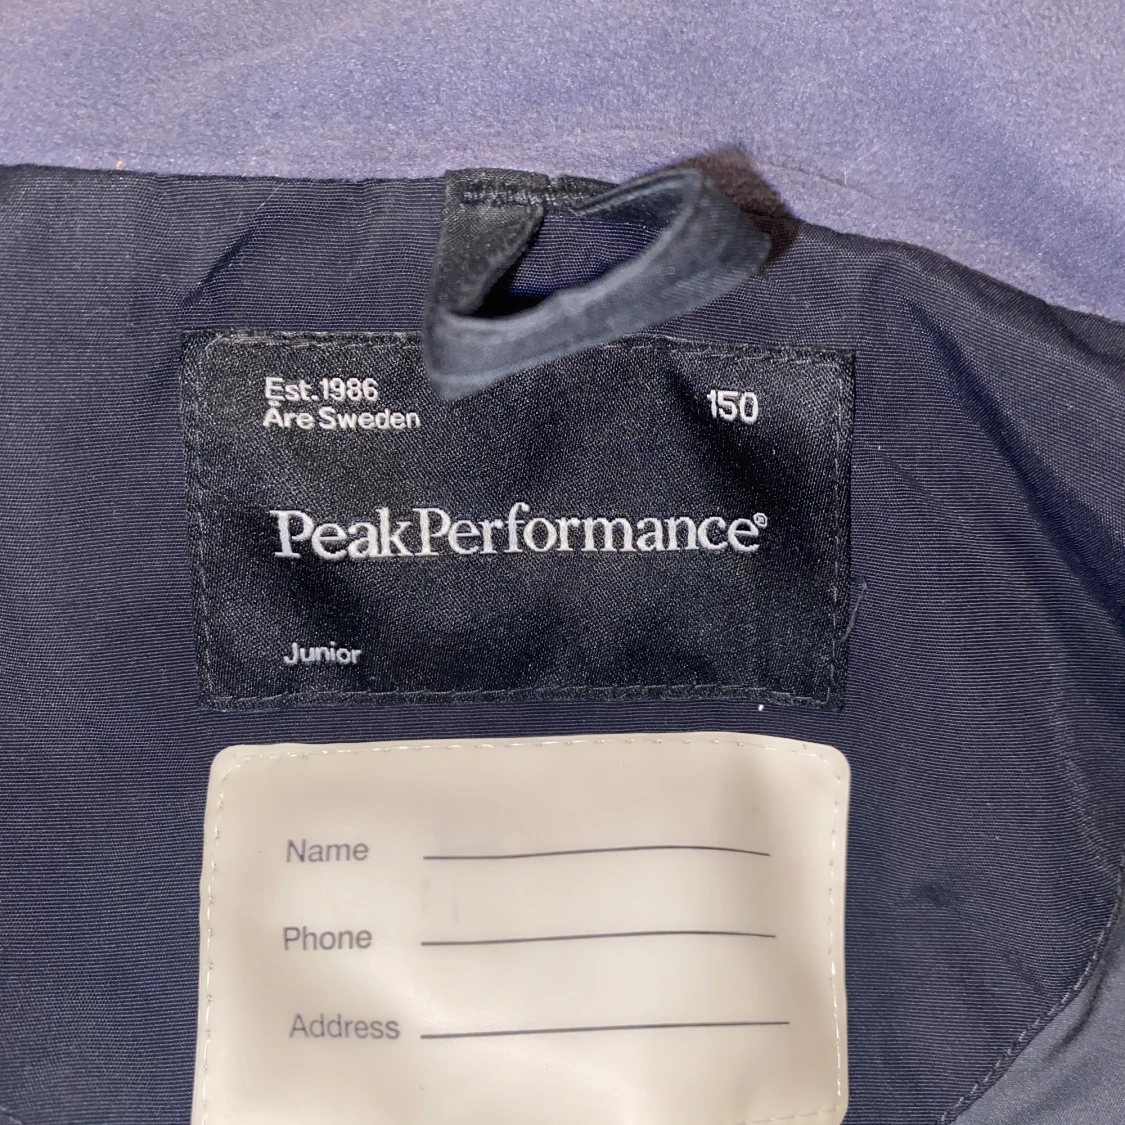 Est.1986
Åre Sweden
150
PeakPerformance®
Junior
Name
Phone
Address